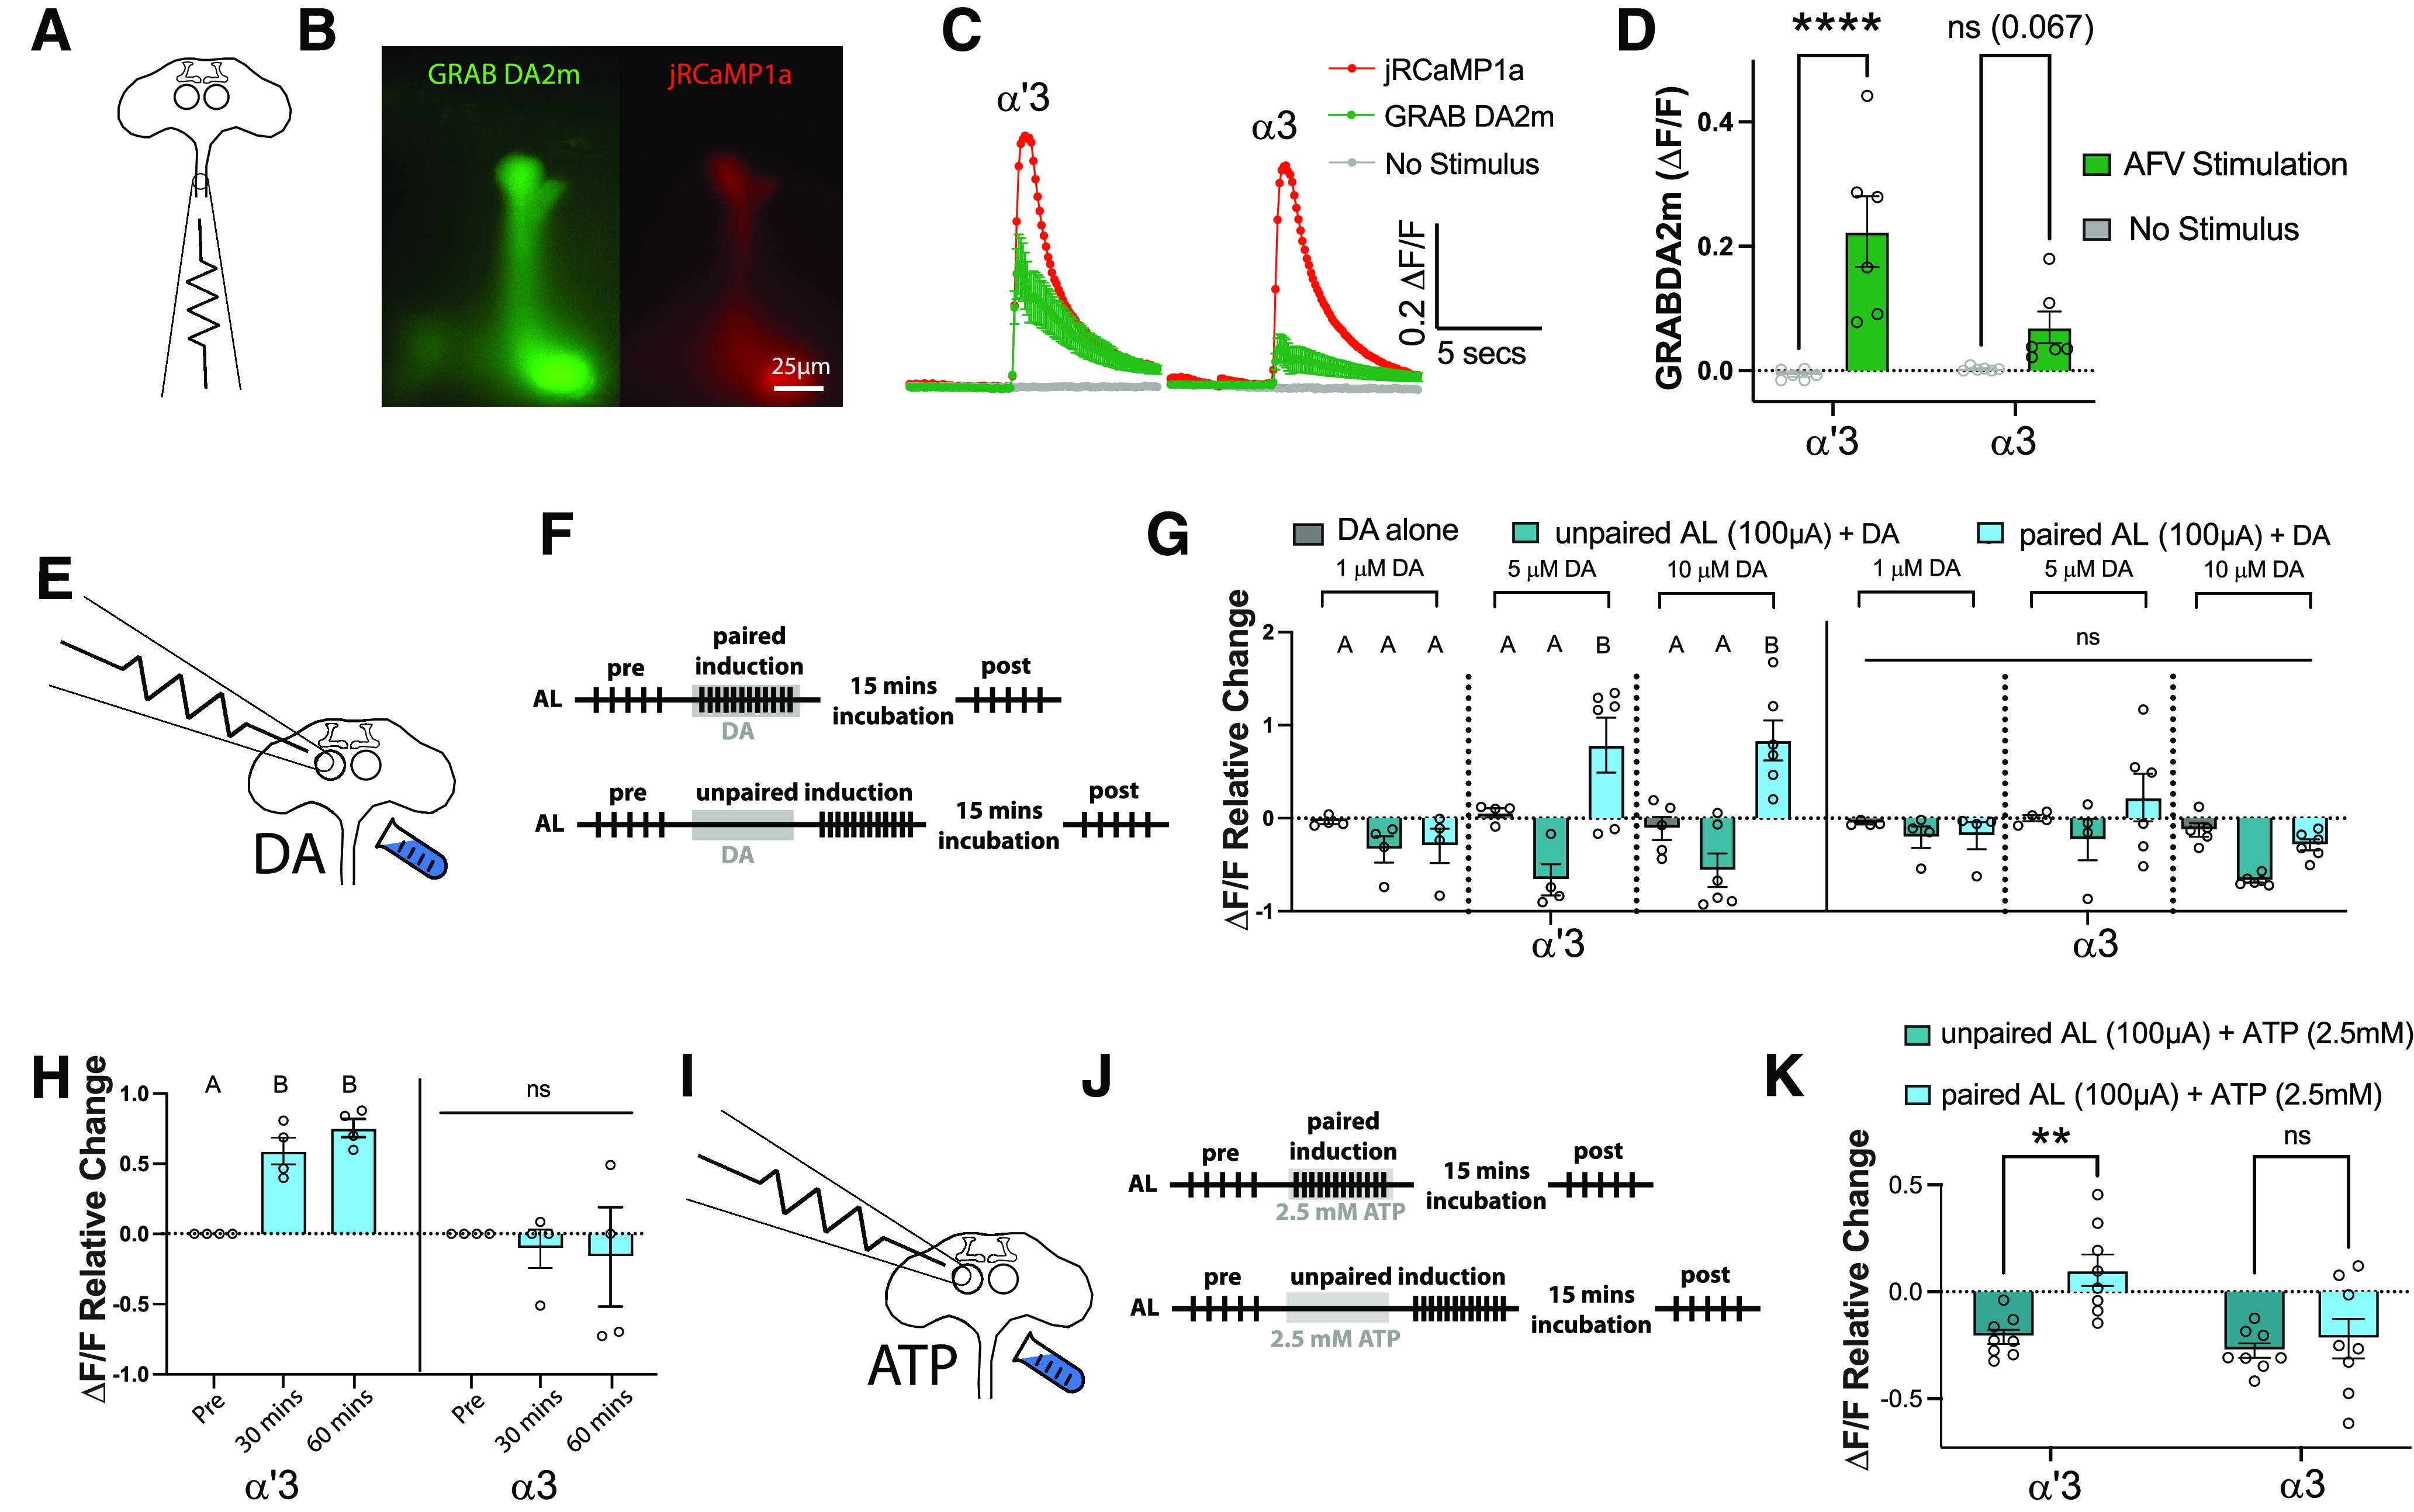 A
B
GRAB DA2m
jRCaMP1a
25µm
C
α'3
α3
jRCaMP1a
GRAB DA2m
No Stimulus
0.2 ΔF/F
5 secs
D
**** ns (0.067)
GRABDA2m (ΔF/F)
0.4
0.2
0.0
α'3
α3
AFV Stimulation
No Stimulus
E
DA
F
paired
induction
pre
post
AL
15 mins
incubation
DA
unpaired induction
pre
post
AL
15 mins
incubation
DA
G
DA alone
unpaired AL (100µA) + DA
paired AL (100µA) + DA
1 µM DA
5 µM DA
10 µM DA
1 µM DA
5 µM DA
10 µM DA
ΔF/F Relative Change
A A A A A B A A B
ns
2
1
0
-1
α'3
α3
H
ΔF/F Relative Change
A B B
ns
1.0
0.5
0.0
-0.5
-1.0
Pre
30 mins
60 mins
Pre
30 mins
60 mins
α'3
α3
I
ATP
J
paired
induction
pre
post
AL
15 mins
incubation
2.5 mM ATP
unpaired induction
pre
post
AL
15 mins
incubation
2.5 mM ATP
K
unpaired AL (100µA) + ATP (2.5mM)
paired AL (100µA) + ATP (2.5mM)
ΔF/F Relative Change
** ns
0.5
0.0
-0.5
α'3
α3